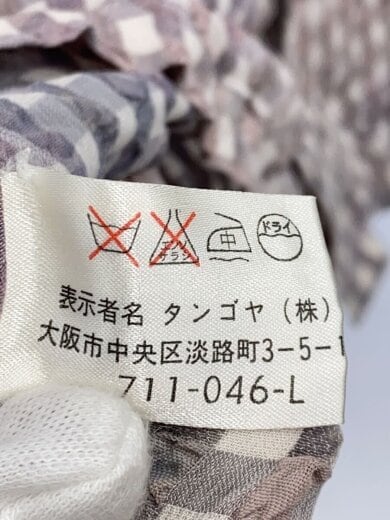 エンソ サラシ 中 ドライ
表示者名 タンゴヤ(株)
大阪市中央区淡路町3-5-1
711-046-L